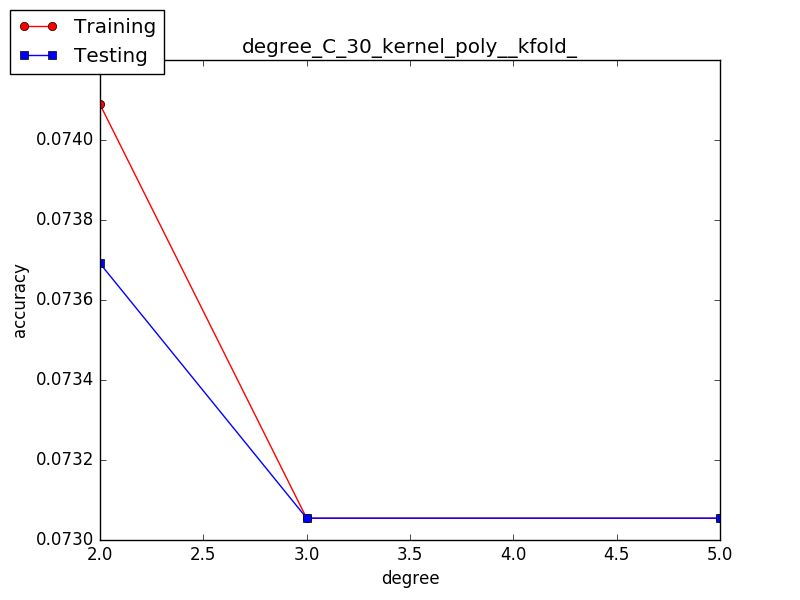 Training
Testing
degree_C_30_kernel_poly__kfold_
0.0740
0.0738
0.0736
0.0734
0.0732
0.0730
accuracy
2.0 2.5 3.0 3.5 4.0 4.5 5.0
degree